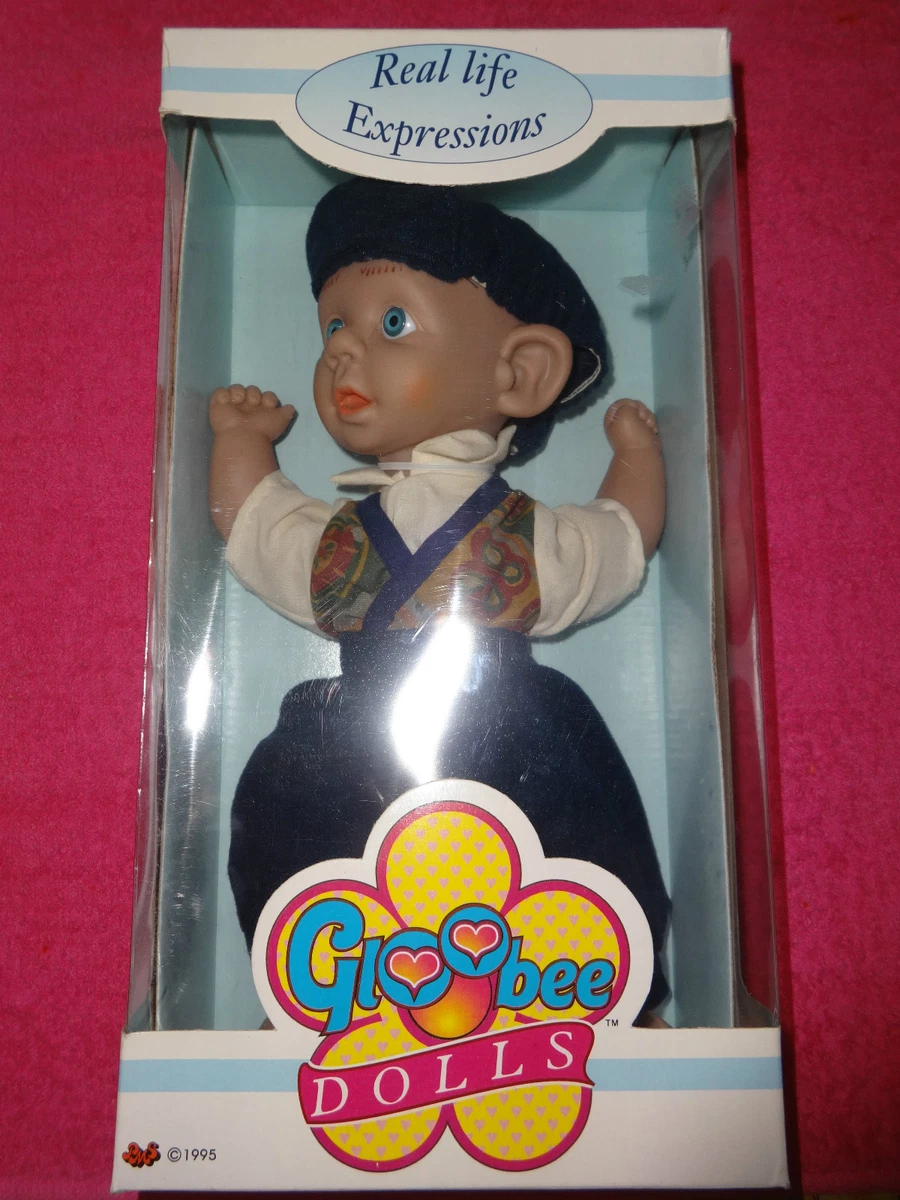 Real life
Expressions
Gloobee
TM
DOLLS
©1995